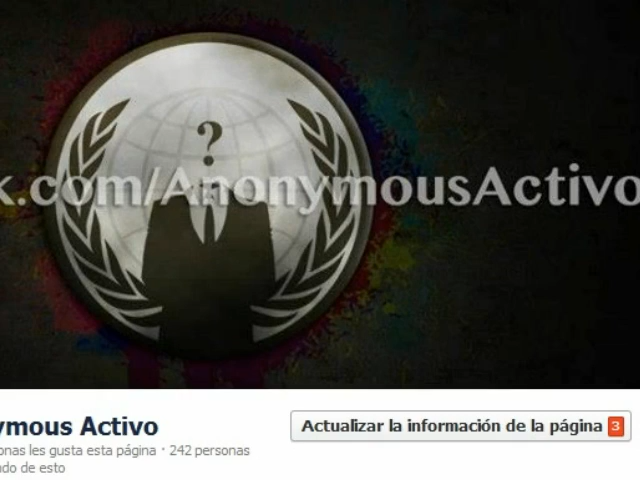 ?
k.com/AnonymousActivo
ymous Activo
Actualizar la información de la página 3
onas les gusta esta página · 242 personas
ndo de esto